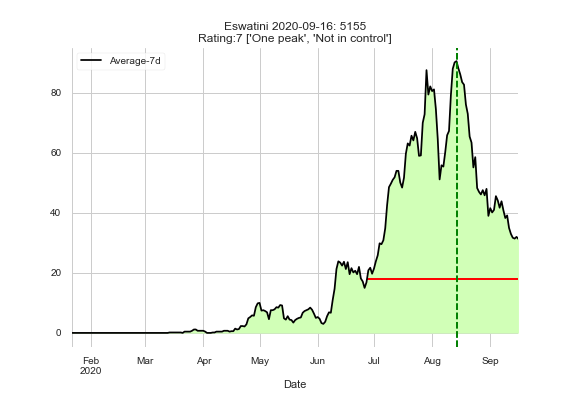 Eswatini 2020-09-16: 5155
Rating:7 ['One peak', 'Not in control']
Average-7d
80
60
40
20
0
Feb
2020
Mar
Apr
May
Jun
Jul
Aug
Sep
Date